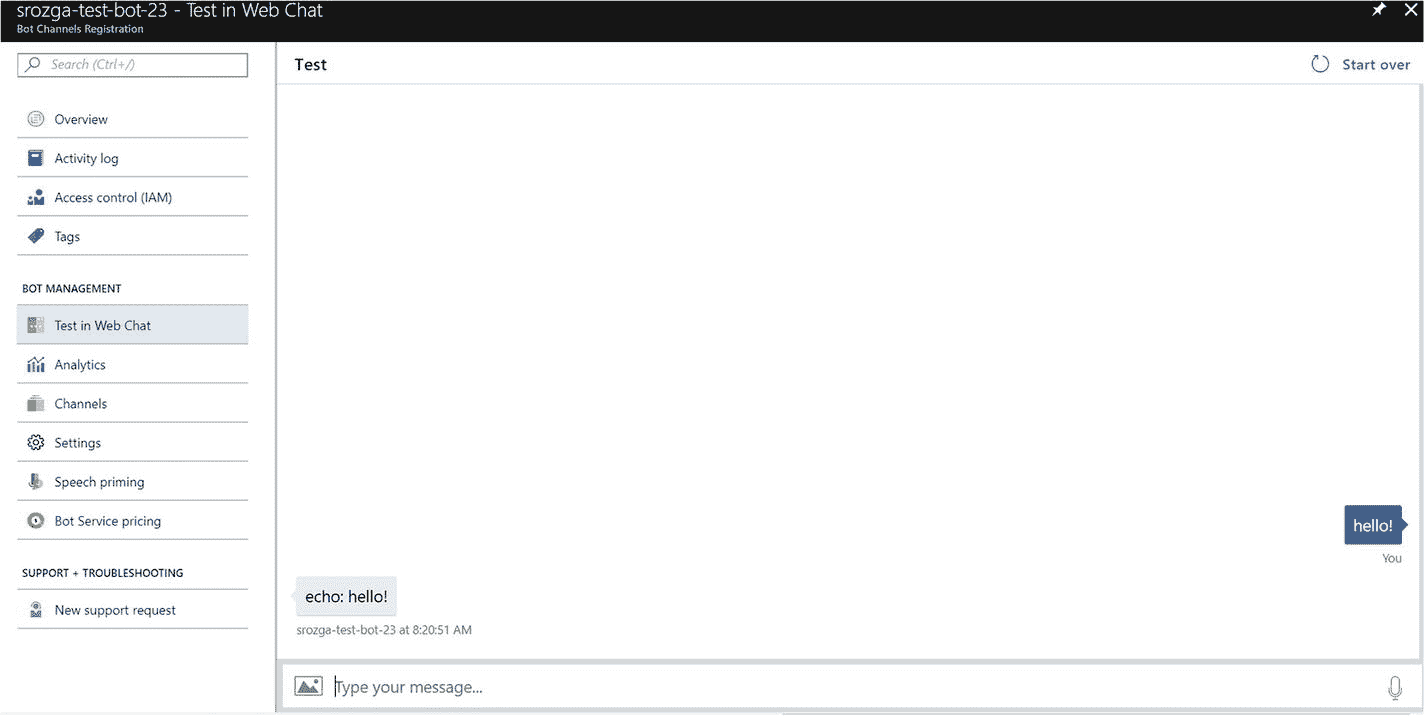 srozga-test-bot-23 - Test in Web Chat
Bot Channels Registration
Search (Ctrl+/)
Overview
Activity log
Access control (IAM)
Tags
BOT MANAGEMENT
Test in Web Chat
Analytics
Channels
Settings
Speech priming
Bot Service pricing
SUPPORT + TROUBLESHOOTING
New support request
Test
Start over
hello!
You
echo: hello!
srozga-test-bot-23 at 8:20:51 AM
Type your message...